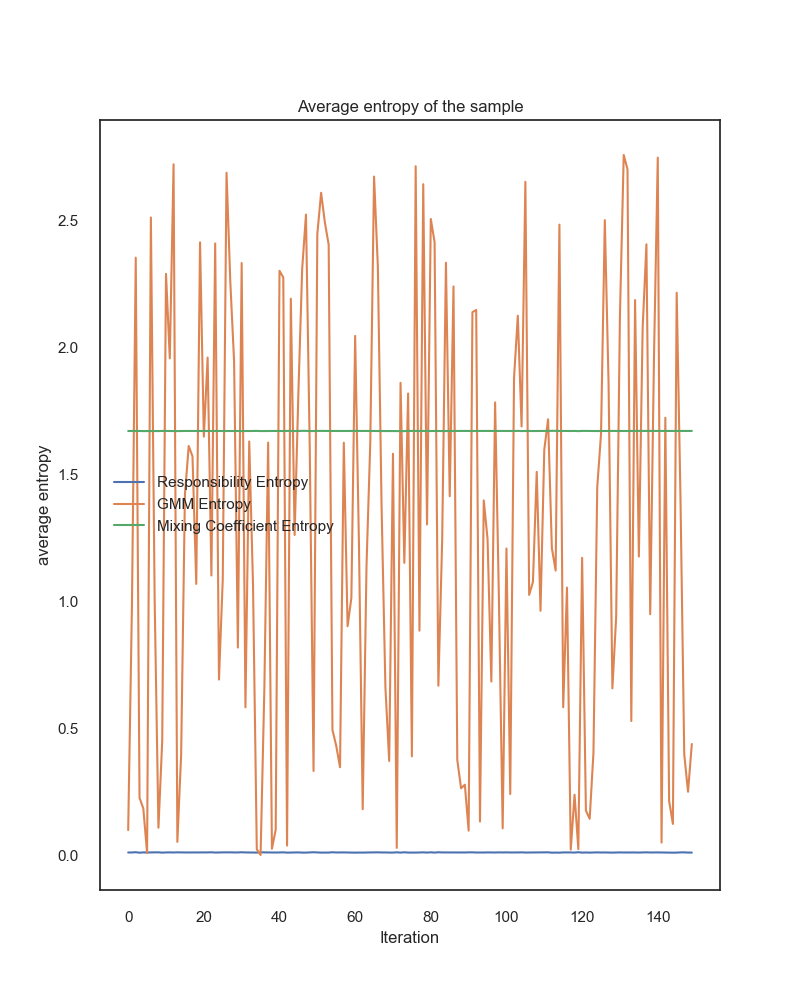 Average entropy of the sample
average entropy
2.5
2.0
1.5
1.0
0.5
0.0
Responsibility Entropy
GMM Entropy
Mixing Coefficient Entropy
0 20 40 60 80 100 120 140
Iteration